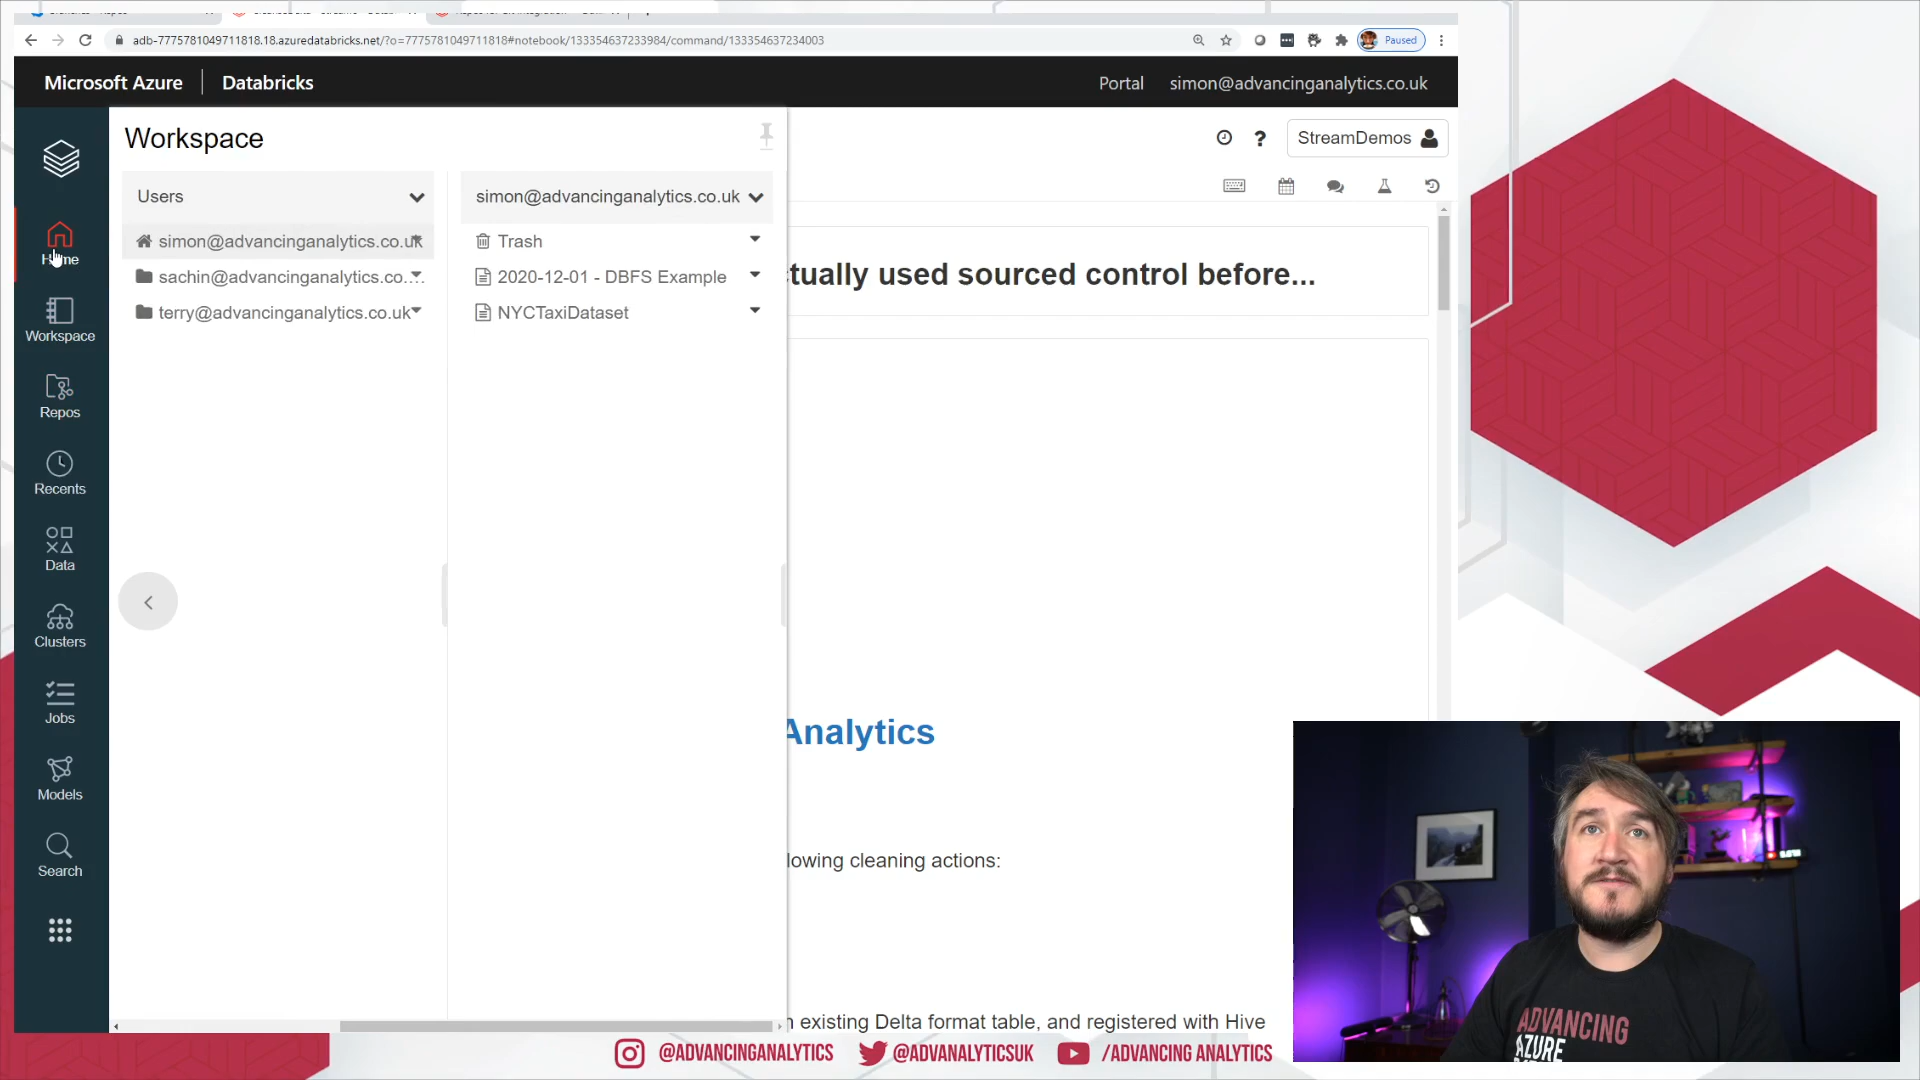 adb-7775781049711818.18.azuredatabricks.net/?o=7775781049711818#notebook/133354637233984/command/133354637234003
Paused
Microsoft Azure
Databricks
Portal
simon@advancinganalytics.co.uk
Workspace
StreamDemos
Users
simon@advancinganalytics.co.uk
simon@advancinganalytics.co.uk
Trash
Home
sachin@advancinganalytics.co...
2020-12-01 - DBFS Example
tually used sourced control before...
terry@advancinganalytics.co.uk
NYCTaxiDataset
Workspace
Repos
Recents
Data
Clusters
Jobs
Analytics
Models
Search
lowing cleaning actions:
n existing Delta format table, and registered with Hive
ADVANCING
AZURE
@ADVANCINGANALYTICS
@ADVANALYTICSUK
/ADVANCING ANALYTICS